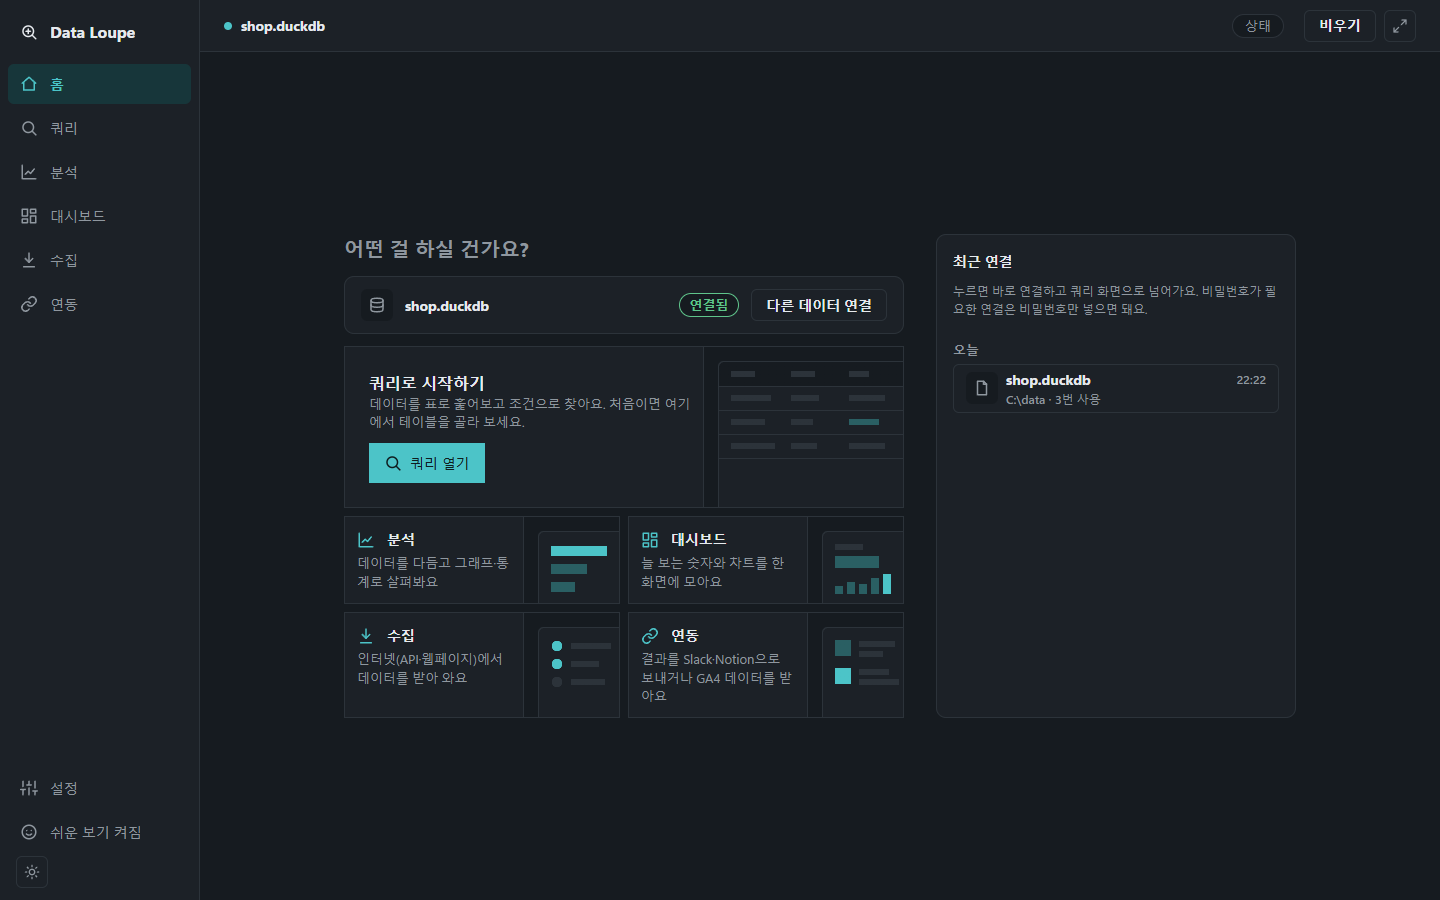 Data Loupe
홈
쿼리
분석
대시보드
수집
연동
설정
쉬운 보기 켜짐
shop.duckdb
상태
비우기
어떤 걸 하실 건가요?
shop.duckdb
연결됨
다른 데이터 연결
쿼리로 시작하기
데이터를 표로 훑어보고 조건으로 찾아요. 처음이면 여기
에서 테이블을 골라 보세요.
쿼리 열기
분석
데이터를 다듬고 그래프·통
계로 살펴봐요
대시보드
늘 보는 숫자와 차트를 한
화면에 모아요
수집
인터넷(API·웹페이지)에서
데이터를 받아 와요
연동
결과를 Slack·Notion으로
보내거나 GA4 데이터를 받
아요
최근 연결
누르면 바로 연결하고 쿼리 화면으로 넘어가요. 비밀번호가 필
요한 연결은 비밀번호만 넣으면 돼요.
오늘
shop.duckdb
22:22
C:\data · 3번 사용